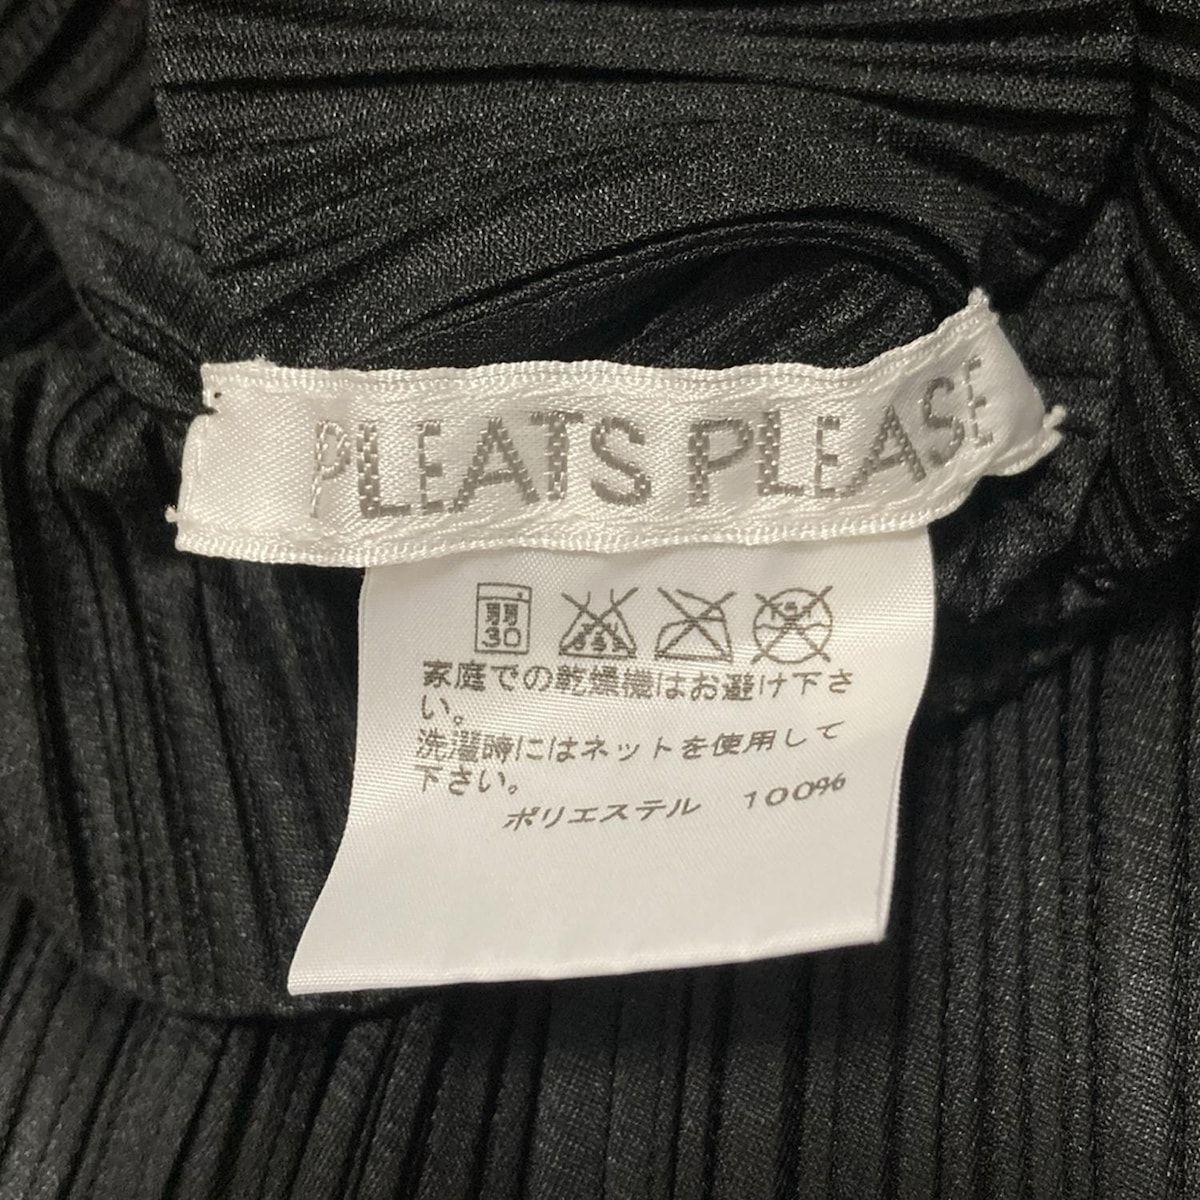 PLEATS PLEASE
弱
30
家庭での乾燥機はお避け下さ
い。
洗濯時にはネットを使用して
下さい。
ポリエステル 100%